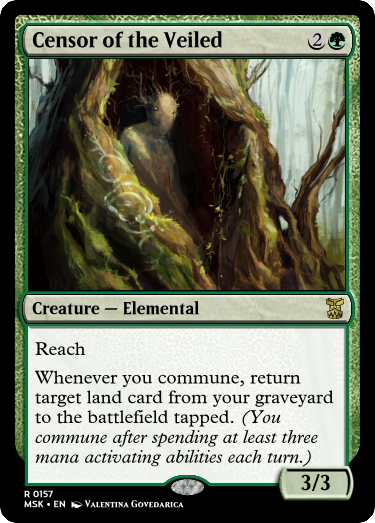 Censor of the Veiled 2
Creature — Elemental
Reach
Whenever you commune, return
target land card from your graveyard
to the battlefield tapped. (You
commune after spending at least three
mana activating abilities each turn.)
3/3
R 0157
MSK • EN Valentina Govedarica